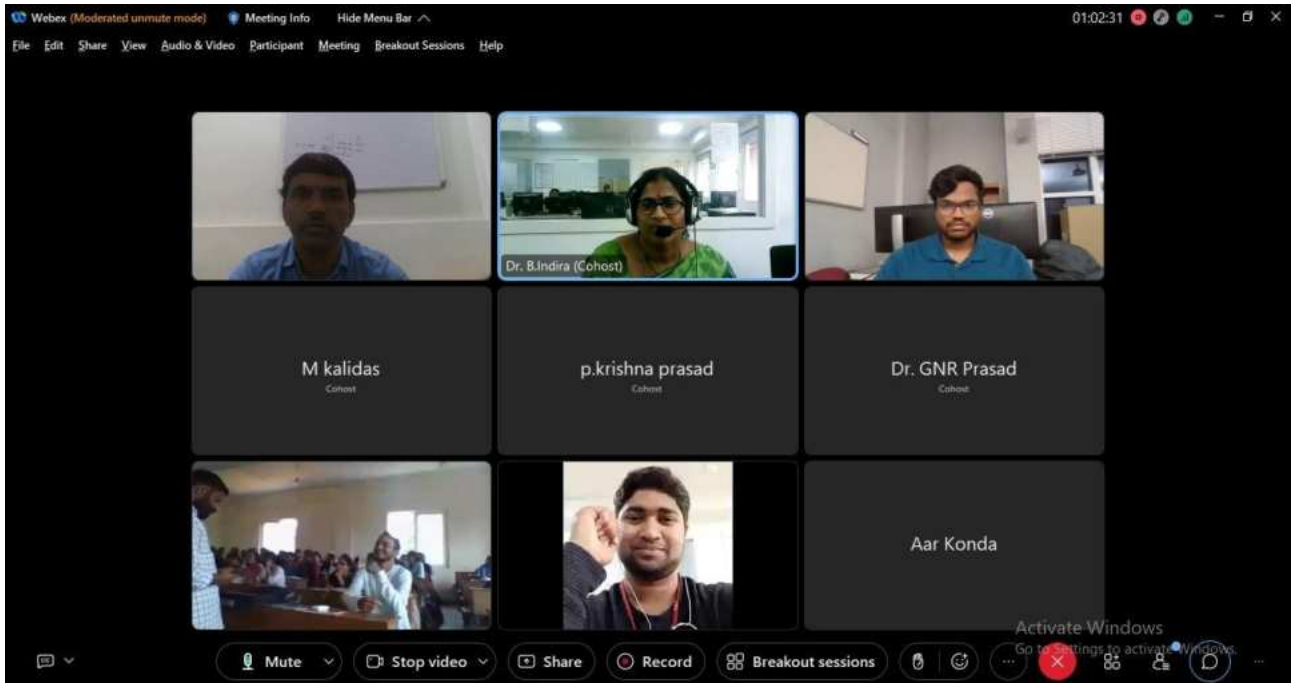 Webex (Moderated unmute mode) Meeting Info Hide Menu Bar 01:02:31
File Edit Share View Audio & Video Participant Meeting Breakout Sessions Help
Dr. B.Indira (Cohost)
M kalidas
Cohost
p.krishna prasad
Cohost
Dr. GNR Prasad
Cohost
Aar Konda
Activate Windows
Go to Settings to activate Windows.
Mute Stop video Share Record Breakout sessions